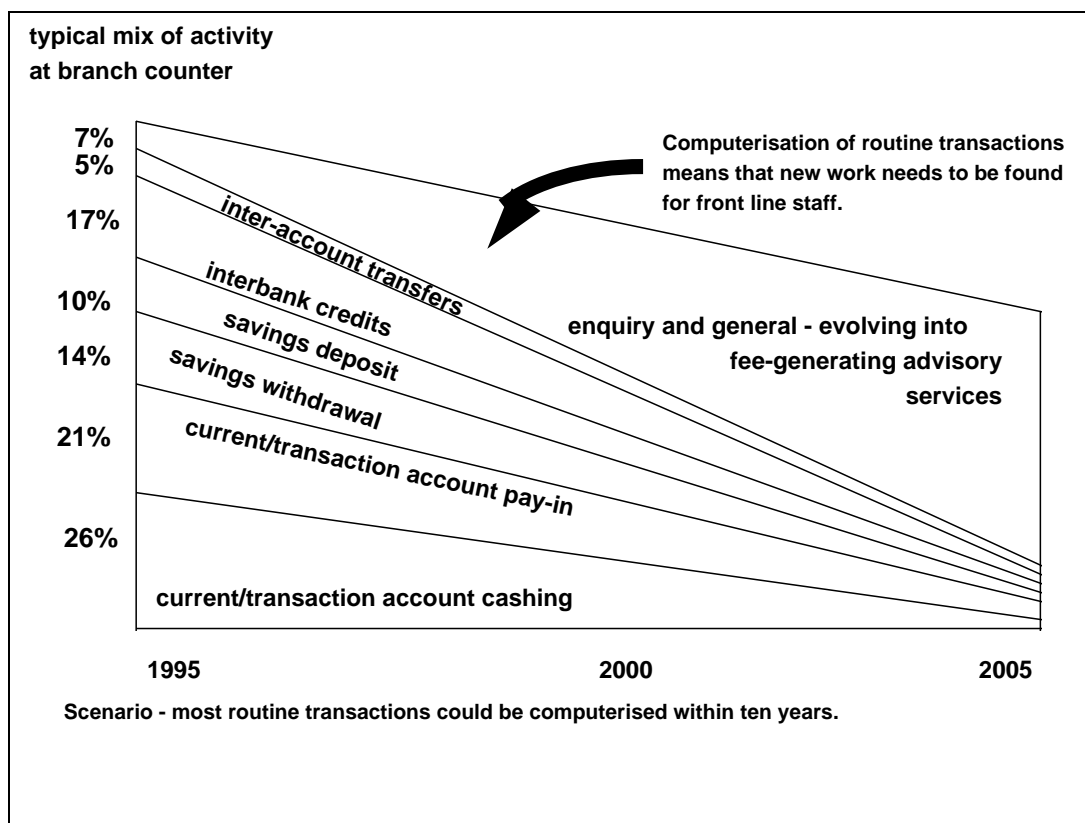 typical mix of activity
at branch counter
7%
5%
17%
10%
14%
21%
26%
Computerisation of routine transactions
means that new work needs to be found
for front line staff.
inter-account transfers
interbank credits
savings deposit
savings withdrawal
current/transaction account pay-in
current/transaction account cashing
enquiry and general - evolving into
fee-generating advisory
services
1995
2000
2005
Scenario - most routine transactions could be computerised within ten years.